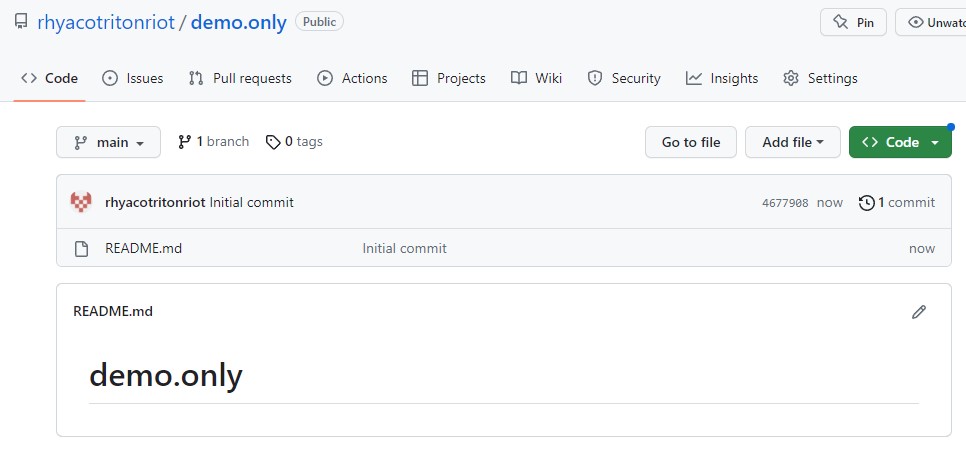 rhyacotritonriot / demo.only Public Pin Unwatc
Code Issues Pull requests Actions Projects Wiki Security Insights Settings
main 1 branch 0 tags Go to file Add file Code
rhyacotritonriot Initial commit 4677908 now 1 commit
README.md Initial commit now
README.md
demo.only